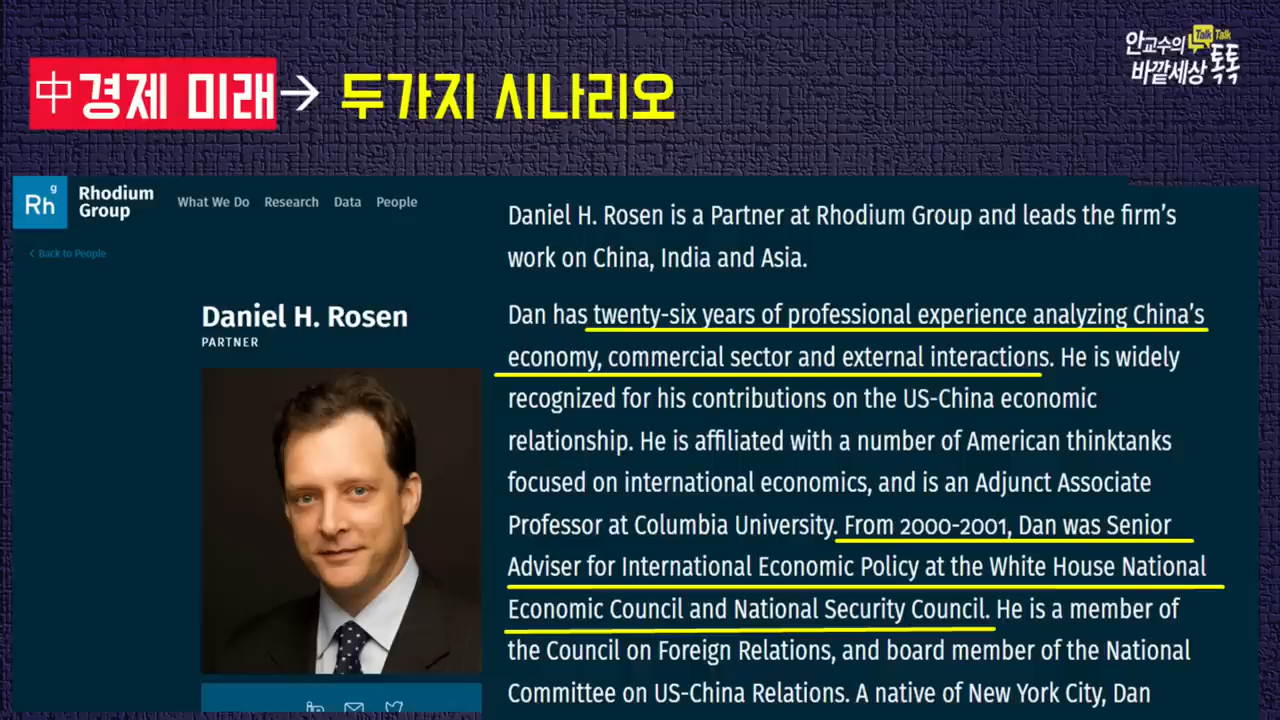 中경제 미래→ 두가지 시나리오
안교수의 Talk Talk
바깥세상 톡톡
Rh g
Rhodium
Group
What We Do Research Data People
< Back to People
Daniel H. Rosen
PARTNER
Daniel H. Rosen is a Partner at Rhodium Group and leads the firm's
work on China, India and Asia.
Dan has twenty-six years of professional experience analyzing China's
economy, commercial sector and external interactions. He is widely
recognized for his contributions on the US-China economic
relationship. He is affiliated with a number of American thinktanks
focused on international economics, and is an Adjunct Associate
Professor at Columbia University. From 2000-2001, Dan was Senior
Adviser for International Economic Policy at the White House National
Economic Council and National Security Council. He is a member of
the Council on Foreign Relations, and board member of the National
Committee on US-China Relations. A native of New York City, Dan